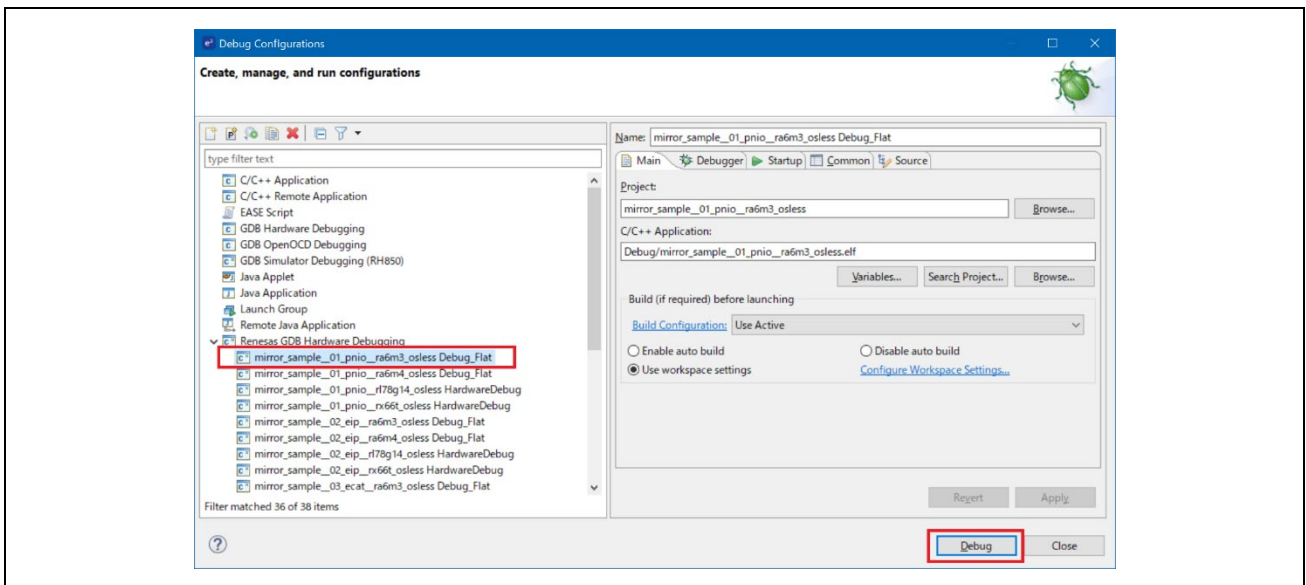 Debug Configurations
Create, manage, and run configurations
type filter text
C/C++ Application
C/C++ Remote Application
EASE Script
GDB Hardware Debugging
GDB OpenOCD Debugging
GDB Simulator Debugging (RH850)
Java Applet
Java Application
Launch Group
Remote Java Application
Renesas GDB Hardware Debugging
mirror_sample__01_pnio__ra6m3_osless Debug_Flat
mirror_sample__01_pnio__ra6m4_osless Debug_Flat
mirror_sample__01_pnio__rl78g14_osless HardwareDebug
mirror_sample__01_pnio__rx66t_osless HardwareDebug
mirror_sample__02_eip__ra6m3_osless Debug_Flat
mirror_sample__02_eip__ra6m4_osless Debug_Flat
mirror_sample__02_eip__rl78g14_osless HardwareDebug
mirror_sample__02_eip__rx66t_osless HardwareDebug
mirror_sample__03_ecat__ra6m3_osless Debug_Flat
Filter matched 36 of 38 items
Name: mirror_sample__01_pnio__ra6m3_osless Debug_Flat
Main Debugger Startup Common Source
Project:
mirror_sample__01_pnio__ra6m3_osless Browse...
C/C++ Application:
Debug/mirror_sample__01_pnio__ra6m3_osless.elf
Variables... Search Project... Browse...
Build (if required) before launching
Build Configuration: Use Active
Enable auto build Disable auto build
Use workspace settings Configure Workspace Settings...
Revert Apply
Debug Close